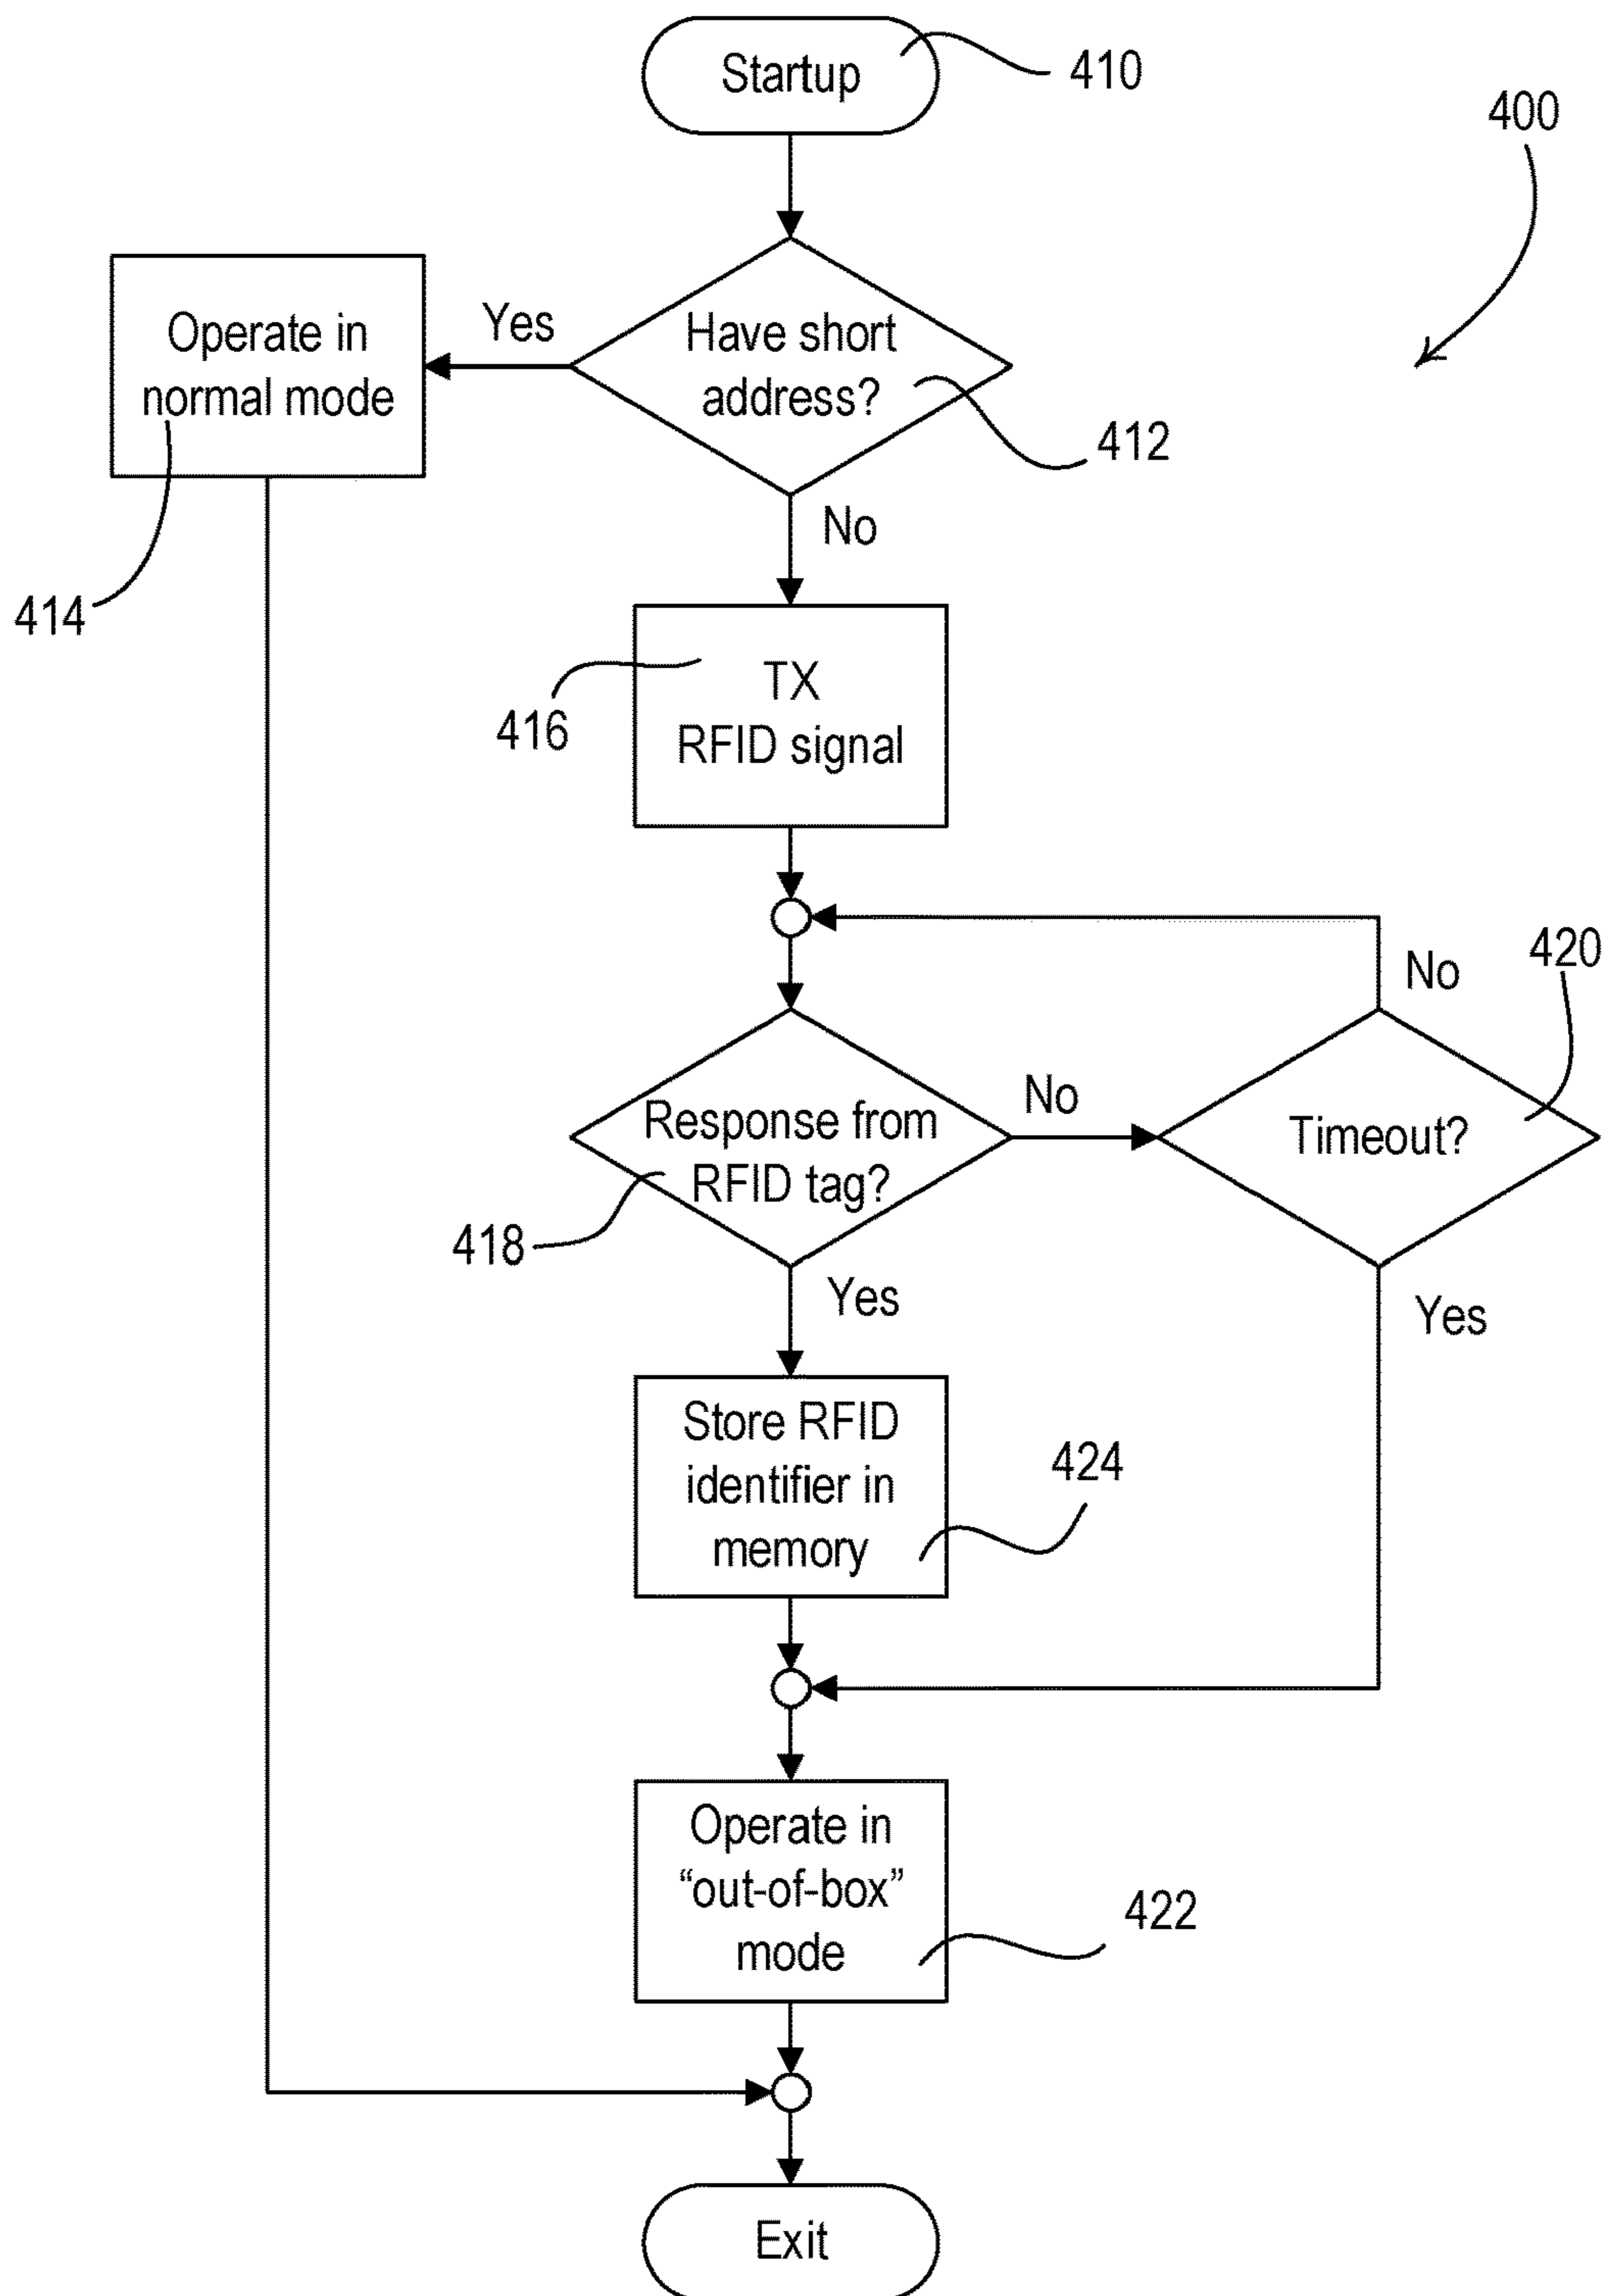 Startup
410
400
Operate in
normal mode
Yes
Have short
address?
412
No
414
TX
RFID signal
416
No
420
Response from
RFID tag?
No
Timeout?
418
Yes
Yes
Store RFID
identifier in
memory
424
Operate in
“out-of-box”
mode
422
Exit